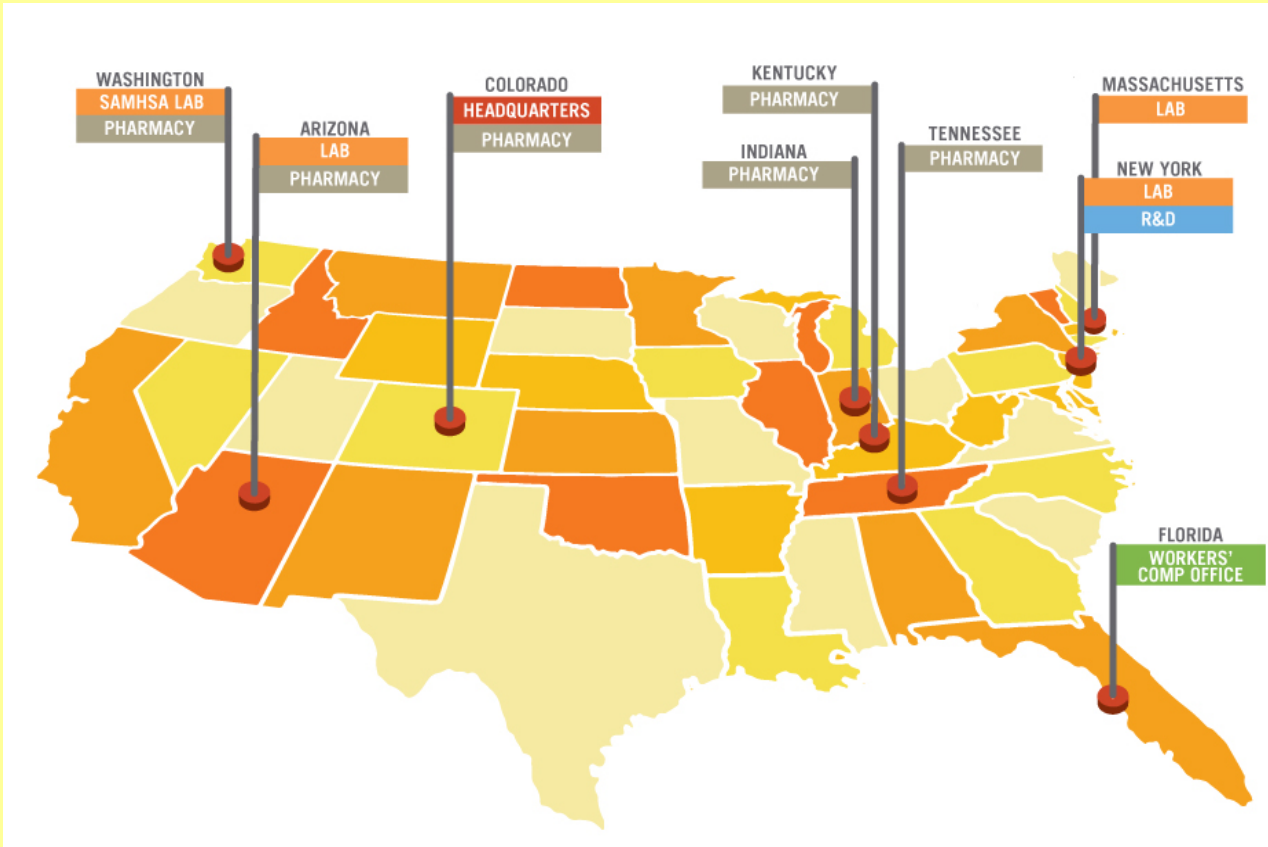 WASHINGTON
SAMHSA LAB
PHARMACY
ARIZONA
LAB
PHARMACY
COLORADO
HEADQUARTERS
PHARMACY
KENTUCKY
PHARMACY
INDIANA
PHARMACY
TENNESSEE
PHARMACY
MASSACHUSETTS
LAB
NEW YORK
LAB
R&D
FLORIDA
WORKERS'
COMP OFFICE